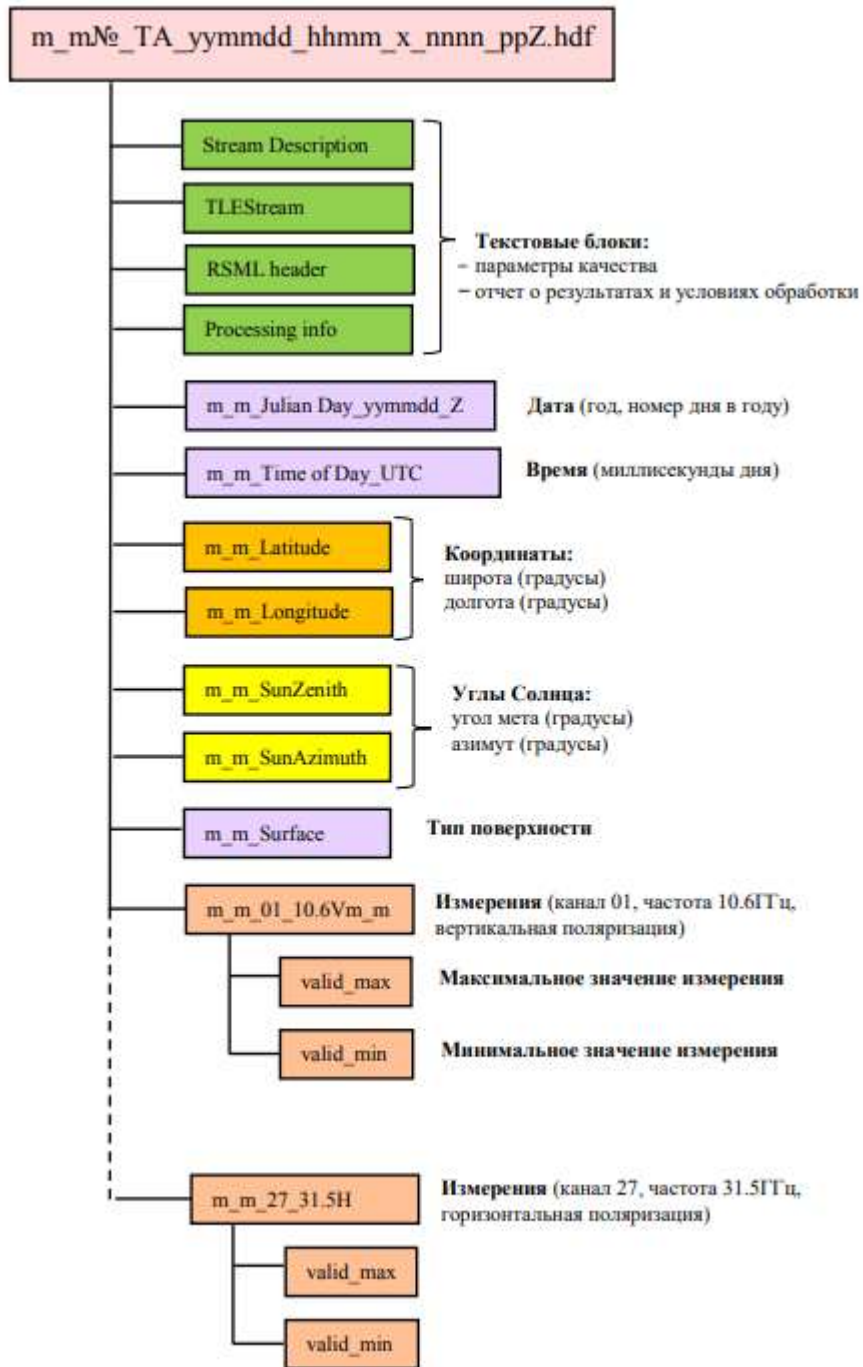 m_m№_TA_yymmdd_hhmm_x_nnnn_ppZ.hdf
Stream Description
TLEStream
RSML header
Processing info
Текстовые блоки:
– параметры качества
– отчет о результатах и условиях обработки
m_m_Julian Day_yymmdd_Z
Дата (год, номер дня в году)
m_m_Time of Day_UTC
Время (миллисекунды дня)
m_m_Latitude
m_m_Longitude
Координаты:
широта (градусы)
долгота (градусы)
m_m_SunZenith
m_m_SunAzimuth
Углы Солнца:
угол мета (градусы)
азимут (градусы)
m_m_Surface
Тип поверхности
m_m_01_10.6Vm_m
Измерения (канал 01, частота 10.6ГГц,
вертикальная поляризация)
valid_max
Максимальное значение измерения
valid_min
Минимальное значение измерения
m_m_27_31.5H
Измерения (канал 27, частота 31.5ГГц,
горизонтальная поляризация)
valid_max
valid_min